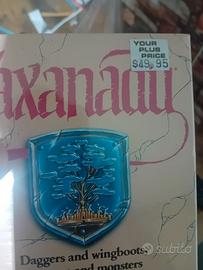 YOUR
PLUS
PRICE
$49.95
axanadu
Daggers and wingboots
and monsters
subito